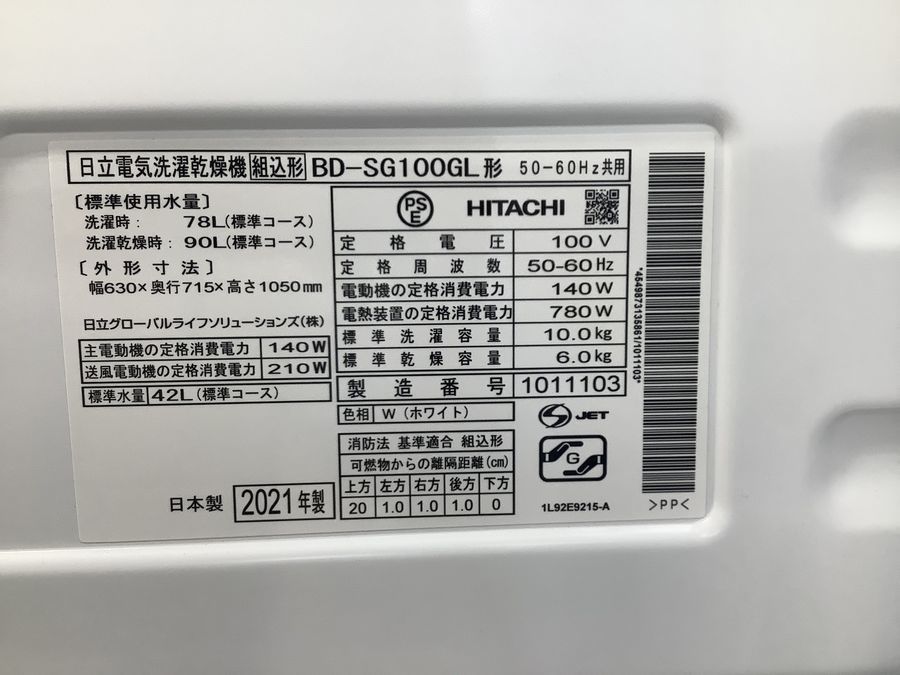 日立電気洗濯乾燥機 組込形 BD-SG100GL形 50-60Hz共用
〔標準使用水量〕
洗濯時: 78L(標準コース)
洗濯乾燥時: 90L(標準コース)
〔外形寸法〕
幅630×奥行715×高さ1050mm
日立グローバルライフソリューションズ(株)
主電動機の定格消費電力 140W
送風電動機の定格消費電力 210W
標準水量 42L(標準コース)
日本製 2021年製
PSE HITACHI
定格電圧 100V
定格周波数 50-60Hz
電動機の定格消費電力 140W
電熱装置の定格消費電力 780W
標準洗濯容量 10.0kg
標準乾燥容量 6.0kg
製造番号 1011103
色相 W(ホワイト)
消防法 基準適合 組込形
可燃物からの離隔距離(cm)
上方 左方 右方 後方 下方
20 1.0 1.0 1.0 0
S JET
G
1L92E9215-A
*4549873135861/1011103*
>PP<